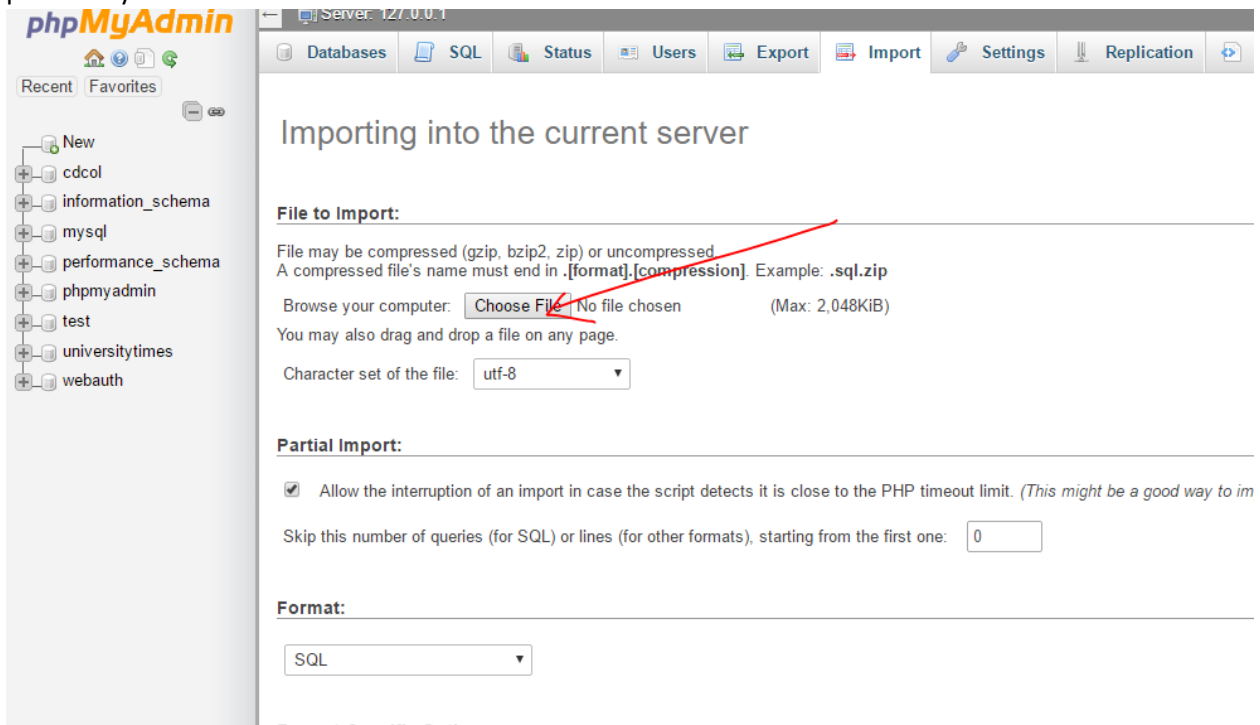 phpMyAdmin
Server: 127.0.0.1
Databases SQL Status Users Export Import Settings Replication
Recent Favorites
New
cdcol
information_schema
mysql
performance_schema
phpmyadmin
test
universitytimes
webauth
Importing into the current server
File to Import:
File may be compressed (gzip, bzip2, zip) or uncompressed.
A compressed file's name must end in .[format].[compression]. Example: .sql.zip
Browse your computer: Choose File No file chosen (Max: 2,048KiB)
You may also drag and drop a file on any page.
Character set of the file: utf-8
Partial Import:
Allow the interruption of an import in case the script detects it is close to the PHP timeout limit. (This might be a good way to im
Skip this number of queries (for SQL) or lines (for other formats), starting from the first one: 0
Format:
SQL